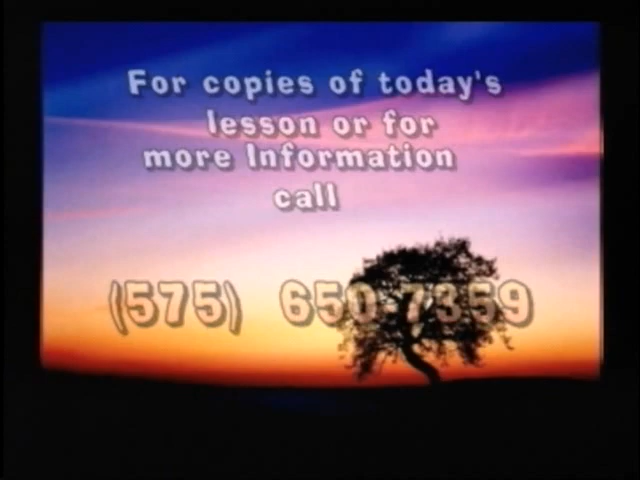 For copies of today's
lesson or for
more Information
call
(575) 650-7359